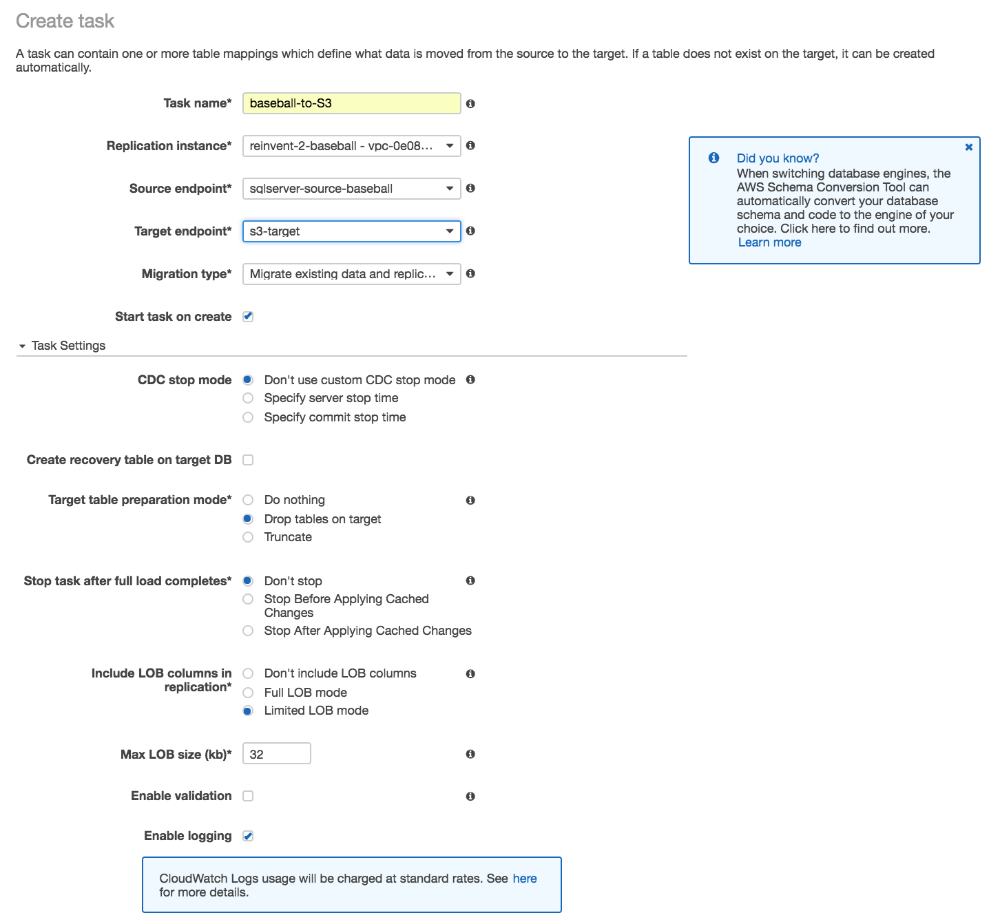 Create task
A task can contain one or more table mappings which define what data is moved from the source to the target. If a table does not exist on the target, it can be created
automatically.
Task name* baseball-to-S3
Replication instance* reinvent-2-baseball - vpc-0e08...
Source endpoint* sqlserver-source-baseball
Target endpoint* s3-target
Migration type* Migrate existing data and replic...
Start task on create
Did you know?
When switching database engines, the
AWS Schema Conversion Tool can
automatically convert your database
schema and code to the engine of your
choice. Click here to find out more.
Learn more
Task Settings
CDC stop mode Don't use custom CDC stop mode
Specify server stop time
Specify commit stop time
Create recovery table on target DB
Target table preparation mode* Do nothing
Drop tables on target
Truncate
Stop task after full load completes* Don't stop
Stop Before Applying Cached
Changes
Stop After Applying Cached Changes
Include LOB columns in
replication*
Don't include LOB columns
Full LOB mode
Limited LOB mode
Max LOB size (kb)* 32
Enable validation
Enable logging
CloudWatch Logs usage will be charged at standard rates. See here
for more details.